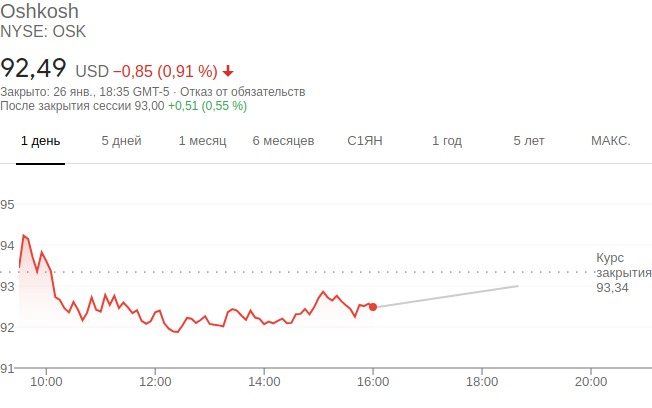 Oshkosh
NYSE: OSK
92,49 USD −0,85 (0,91 %)
Закрыто: 26 янв., 18:35 GMT-5 · Отказ от обязательств
После закрытия сессии 93,00 +0,51 (0,55 %)
1 день 5 дней 1 месяц 6 месяцев С1ЯН 1 год 5 лет МАКС.
95
94
Курс
закрытия
93,34
93
92
91
10:00 12:00 14:00 16:00 18:00 20:00